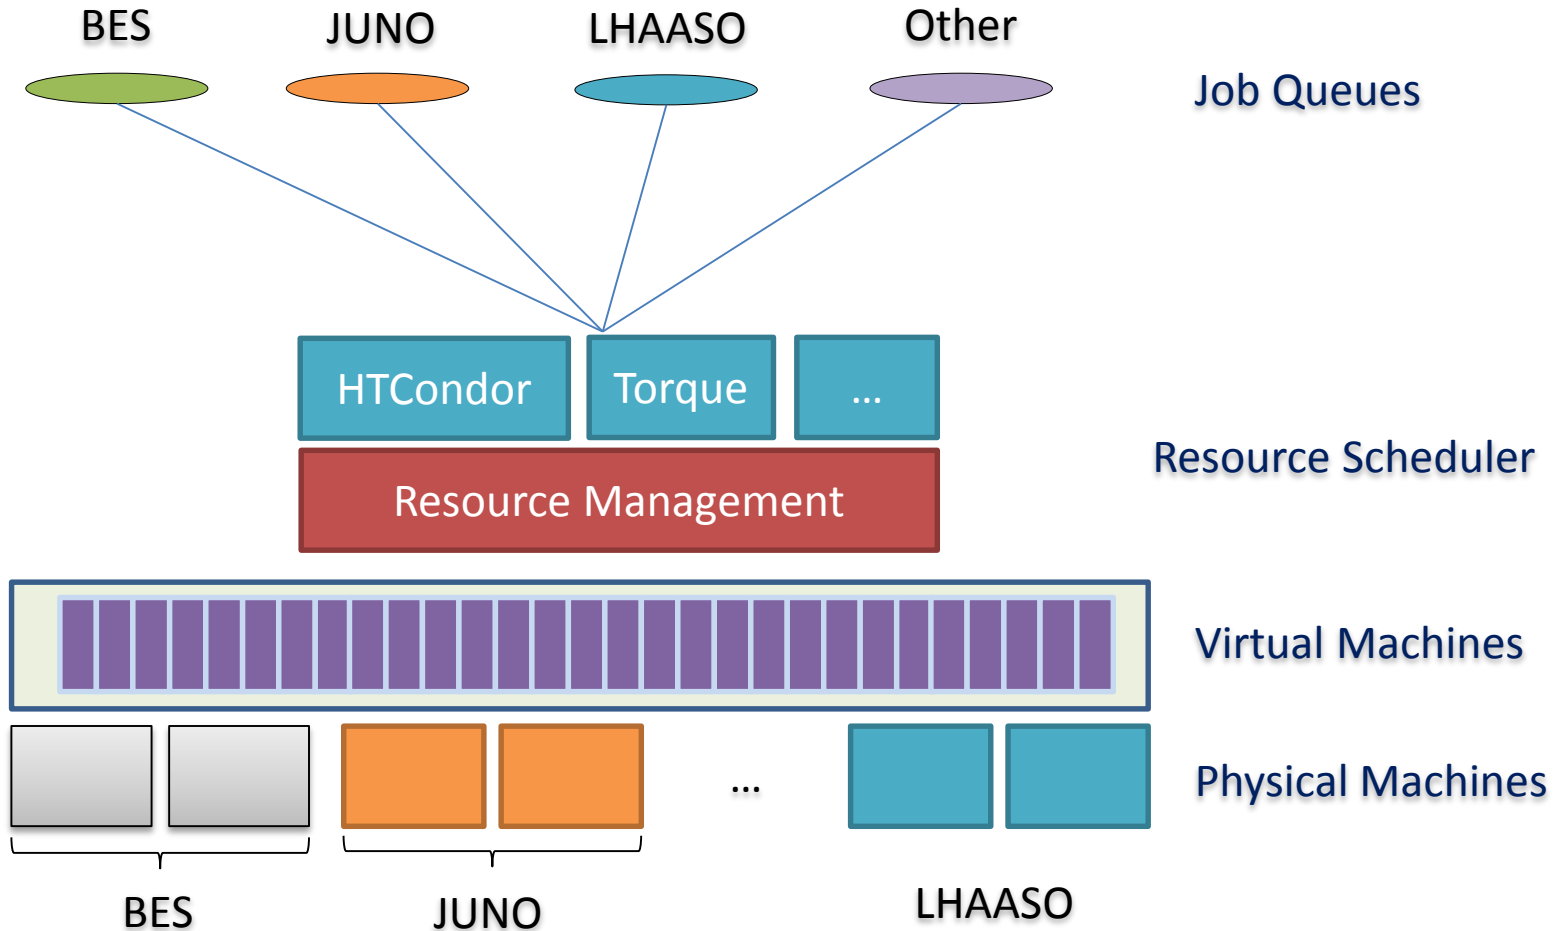 BES JUNO LHAASO Other
Job Queues
HTCondor Torque ...
Resource Scheduler
Resource Management
Virtual Machines
... Physical Machines
BES JUNO LHAASO